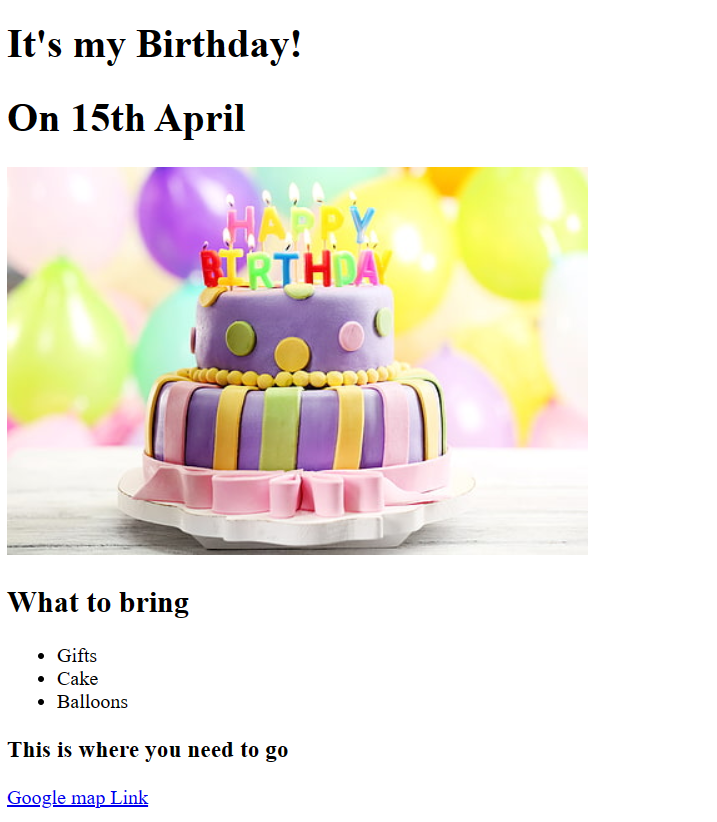 It's my Birthday!
On 15th April
HAPPY
BIRTHDAY
What to bring
Gifts
Cake
Balloons
This is where you need to go
Google map Link